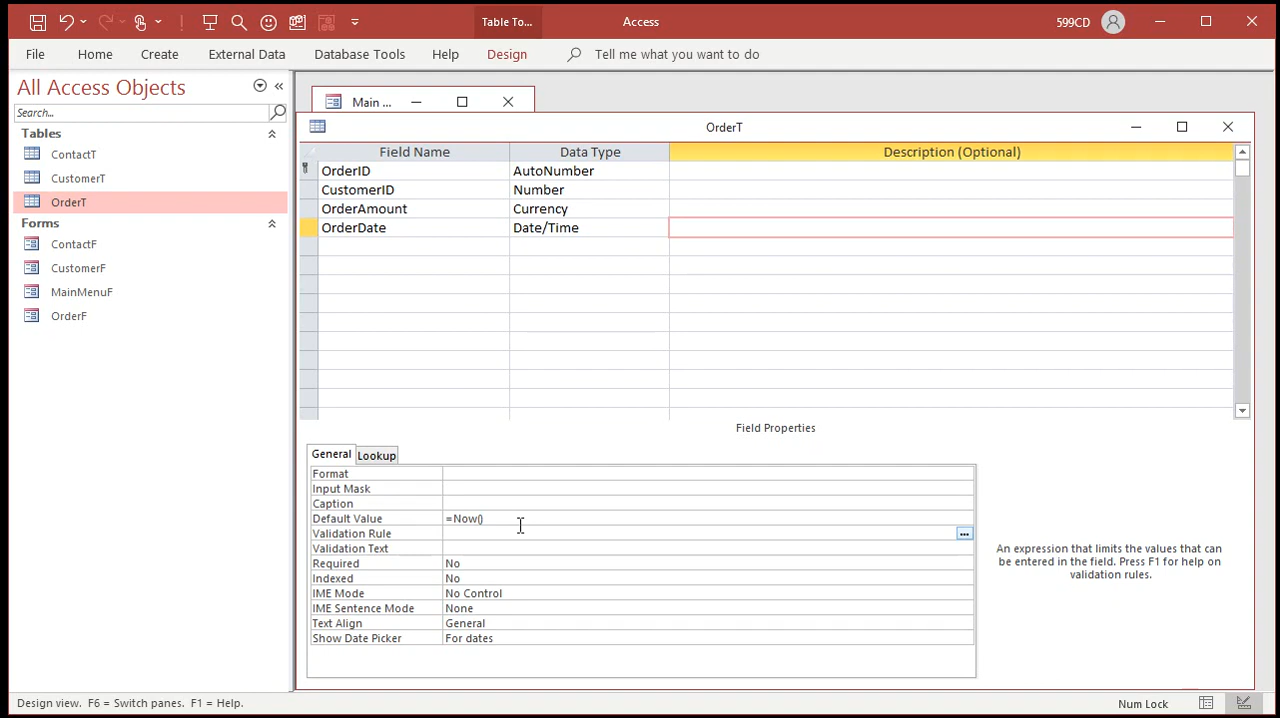 Table To...
Access
599CD
File
Home
Create
External Data
Database Tools
Help
Design
Tell me what you want to do
All Access Objects
Search...
Tables
ContactT
CustomerT
OrderT
Forms
ContactF
CustomerF
MainMenuF
OrderF
Main ...
OrderT
Field Name Data Type Description (Optional)
OrderID AutoNumber
CustomerID Number
OrderAmount Currency
OrderDate Date/Time
Field Properties
General Lookup
Format
Input Mask
Caption
Default Value =Now()
Validation Rule
Validation Text
Required No
Indexed No
IME Mode No Control
IME Sentence Mode None
Text Align General
Show Date Picker For dates
An expression that limits the values that can
be entered in the field. Press F1 for help on
validation rules.
Design view. F6 = Switch panes. F1 = Help.
Num Lock